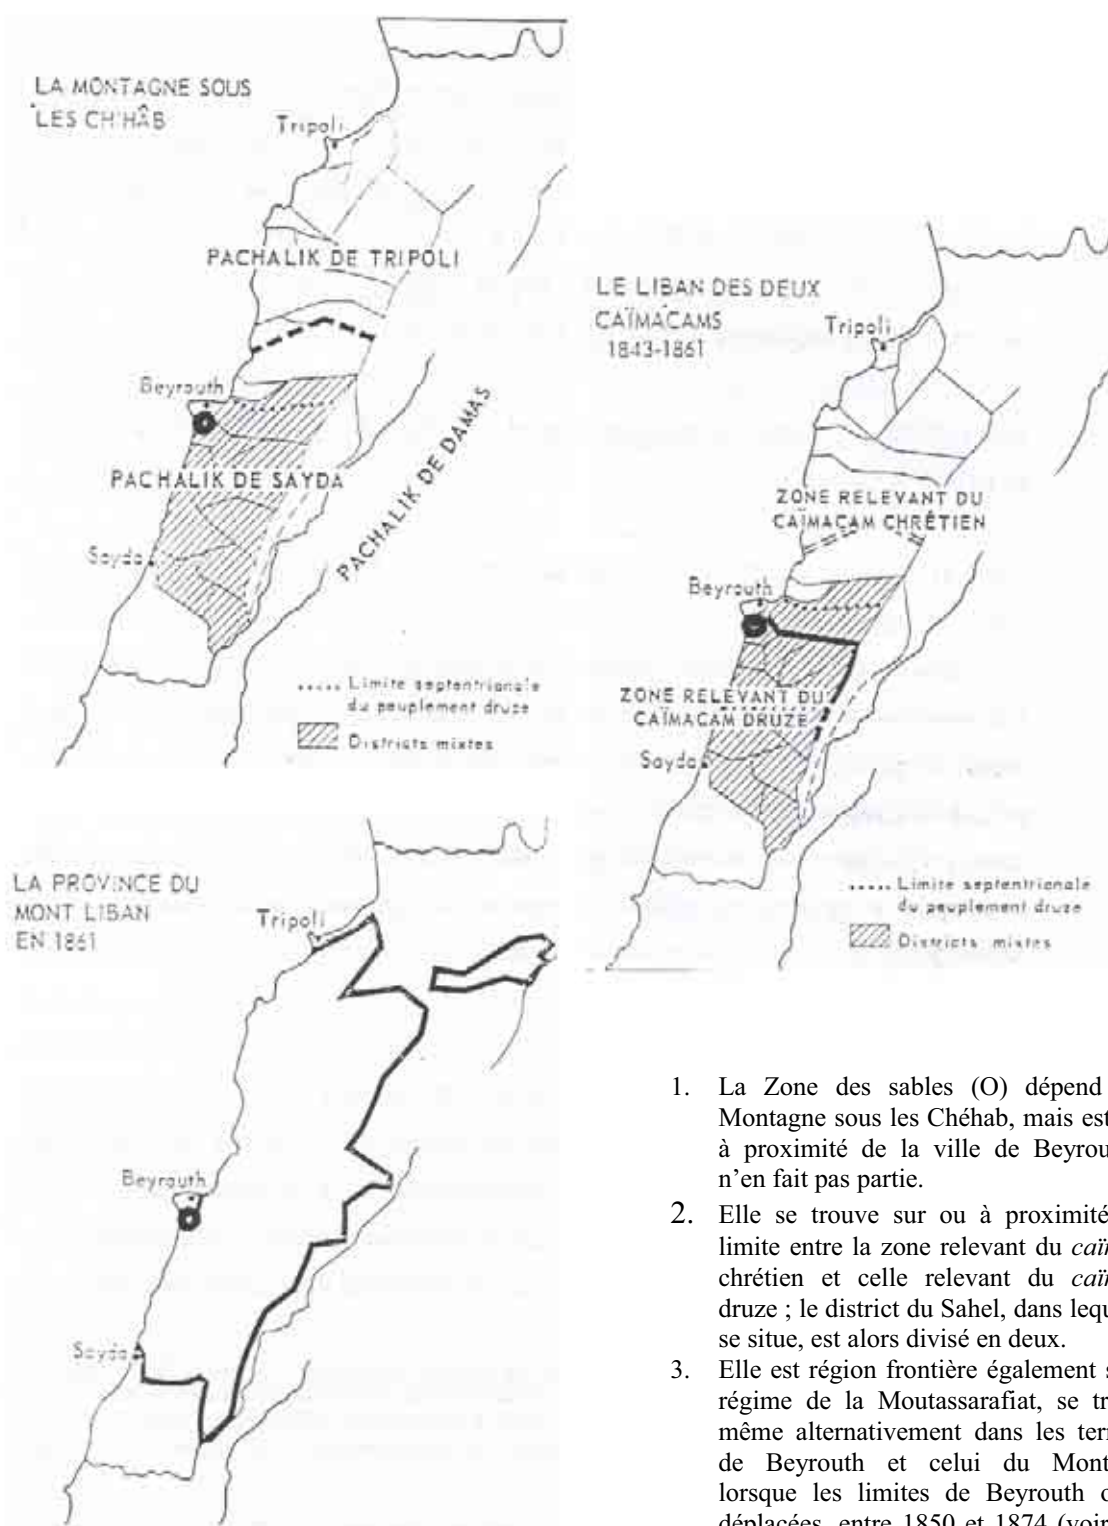 LA MONTAGNE SOUS
LES CH'HÂB
Tripoli
PACHALIK DE TRIPOLI
Beyrouth
PACHALIK DE SAYDA
PACHALIK DE DAMAS
Sayda
Limite septentrionale
du peuplement druze
Districts mixtes
LE LIBAN DES DEUX
CAÏMACAMS
1843-1861
Tripoli
ZONE RELEVANT DU
CAÏMACAM CHRÊTIEN
Beyrouth
ZONE RELEVANT DU
CAÏMACAM DRUZE
Sayda
Limite septentrionale
du peuplement druze
Districts mixtes
LA PROVINCE DU
MONT LIBAN
EN 1861
Tripoli
Beyrouth
Sayda
1. La Zone des sables (O) dépend
Montagne sous les Chéhab, mais est
à proximité de la ville de
n'en fait pas partie.
2. Elle se trouve sur ou à proximité
limite entre la zone relevant du
chrétien et celle relevant du
druze ; le district du Sahel, dans
se situe, est alors divisé en deux.
3. Elle est région frontière également
régime de la Moutassarafiat, se
même alternativement dans les
de Beyrouth et celui du Mont
lorsque les limites de Beyrouth
déplacées, entre 1850 et 1874 (voir